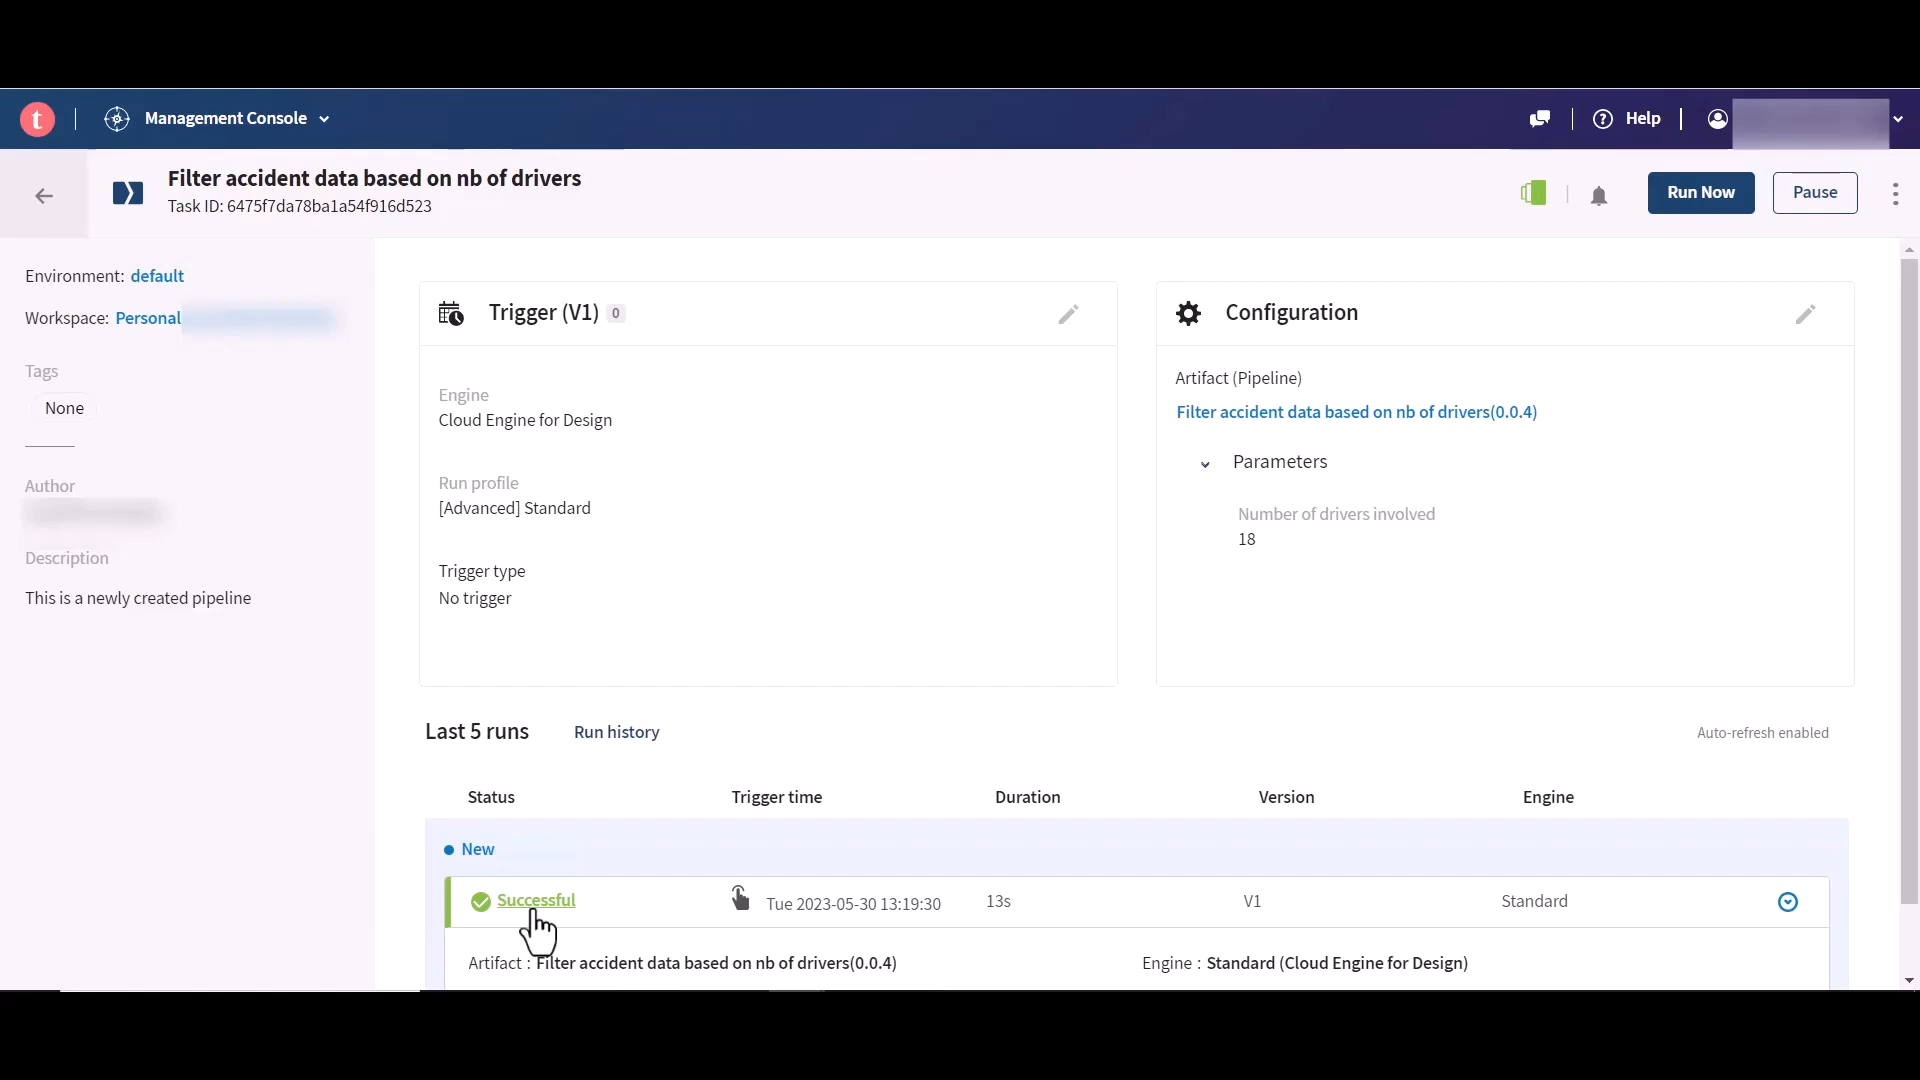 t
Management Console
Help
Filter accident data based on nb of drivers
Task ID: 6475f7da78ba1a54f916d523
Run Now
Pause
Environment: default
Workspace: Personal
Tags
None
Author
Description
This is a newly created pipeline
Trigger (V1) 0
Engine
Cloud Engine for Design
Run profile
[Advanced] Standard
Trigger type
No trigger
Configuration
Artifact (Pipeline)
Filter accident data based on nb of drivers(0.0.4)
Parameters
Number of drivers involved
18
Last 5 runs
Run history
Auto-refresh enabled
Status Trigger time Duration Version Engine
New
Successful Tue 2023-05-30 13:19:30 13s V1 Standard
Artifact : Filter accident data based on nb of drivers(0.0.4) Engine : Standard (Cloud Engine for Design)